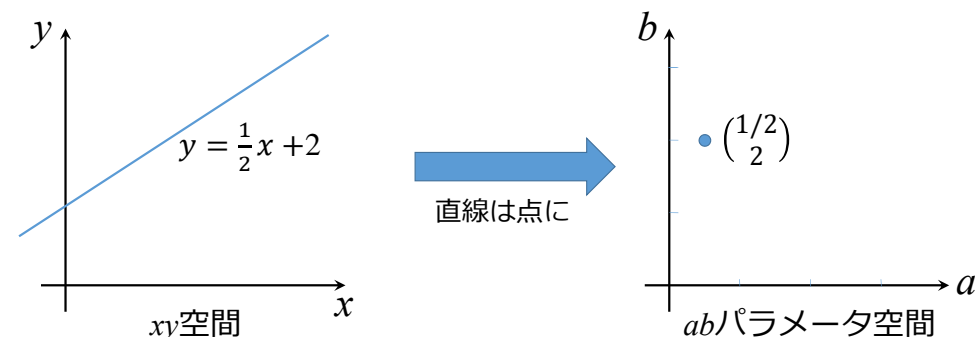 y
y = 1/2 x +2
x
xy空間
直線は点に
b
(1/2
2)
a
abパラメータ空間